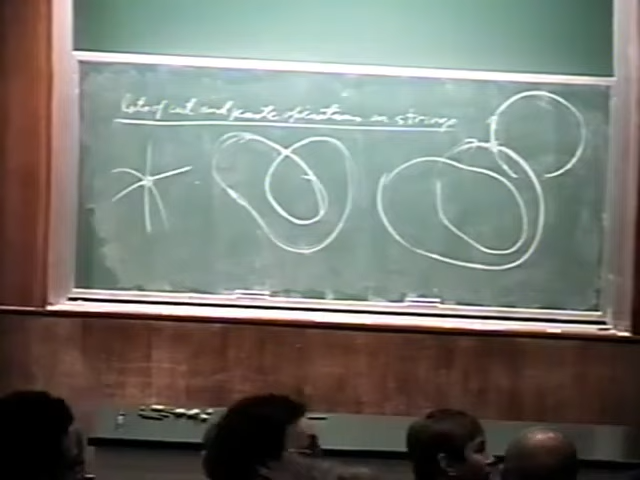 lots of cut and paste operations on strings